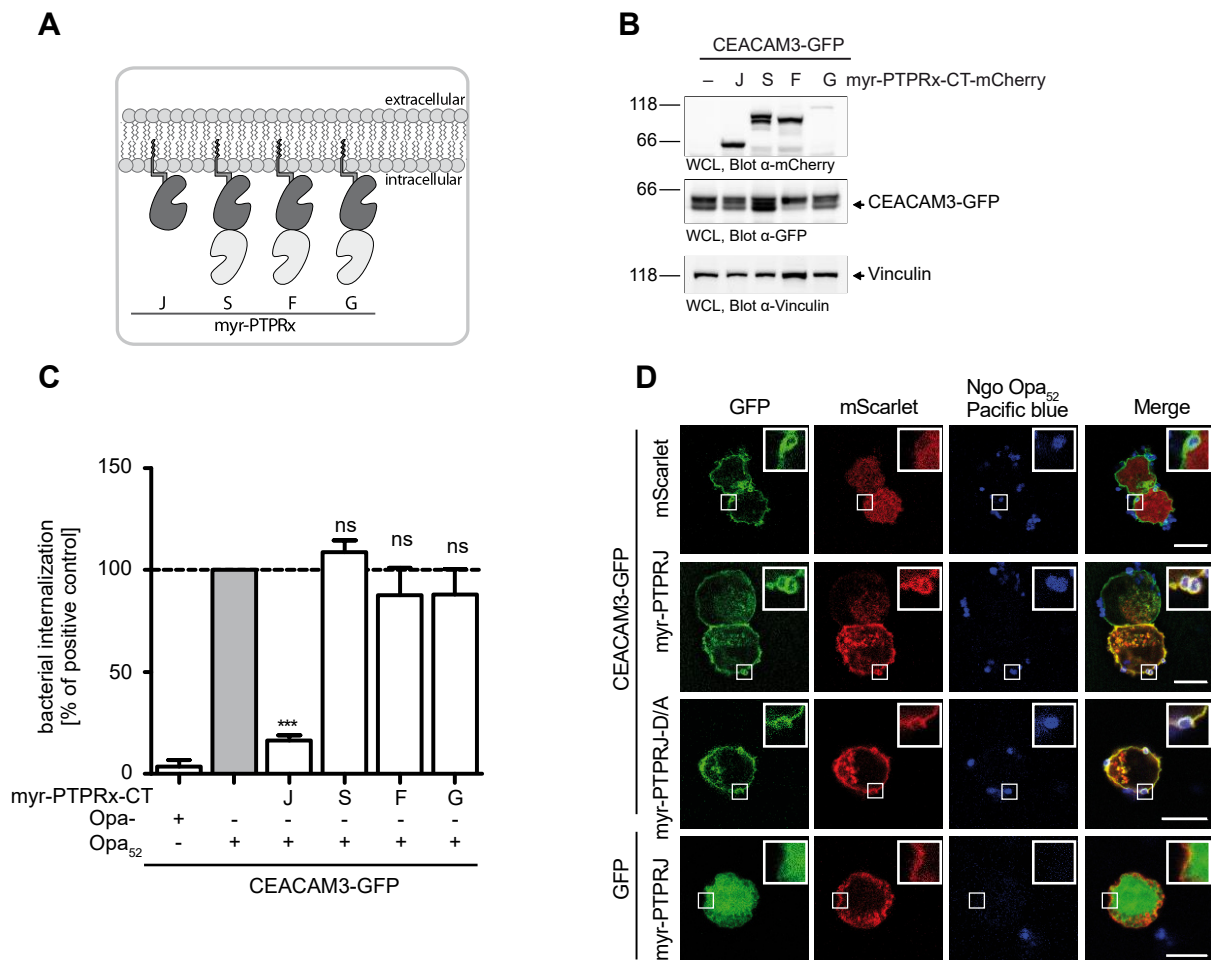 A
extracellular
intracellular
J S F G
myr-PTPRx
B
CEACAM3-GFP
– J S F G myr-PTPRx-CT-mCherry
118
66
WCL, Blot α-mCherry
66
CEACAM3-GFP
WCL, Blot α-GFP
118
Vinculin
WCL, Blot α-Vinculin
C
bacterial internalization
[% of positive control]
150
100
50
0
ns
ns
ns
***
myr-PTPRx-CT J S F G
Opa- + - - - - -
Opa52 - + + + + +
CEACAM3-GFP
D
GFP mScarlet Ngo Opa52 Pacific blue Merge
CEACAM3-GFP
mScarlet
myr-PTPRJ
myr-PTPRJ-D/A
GFP
myr-PTPRJ